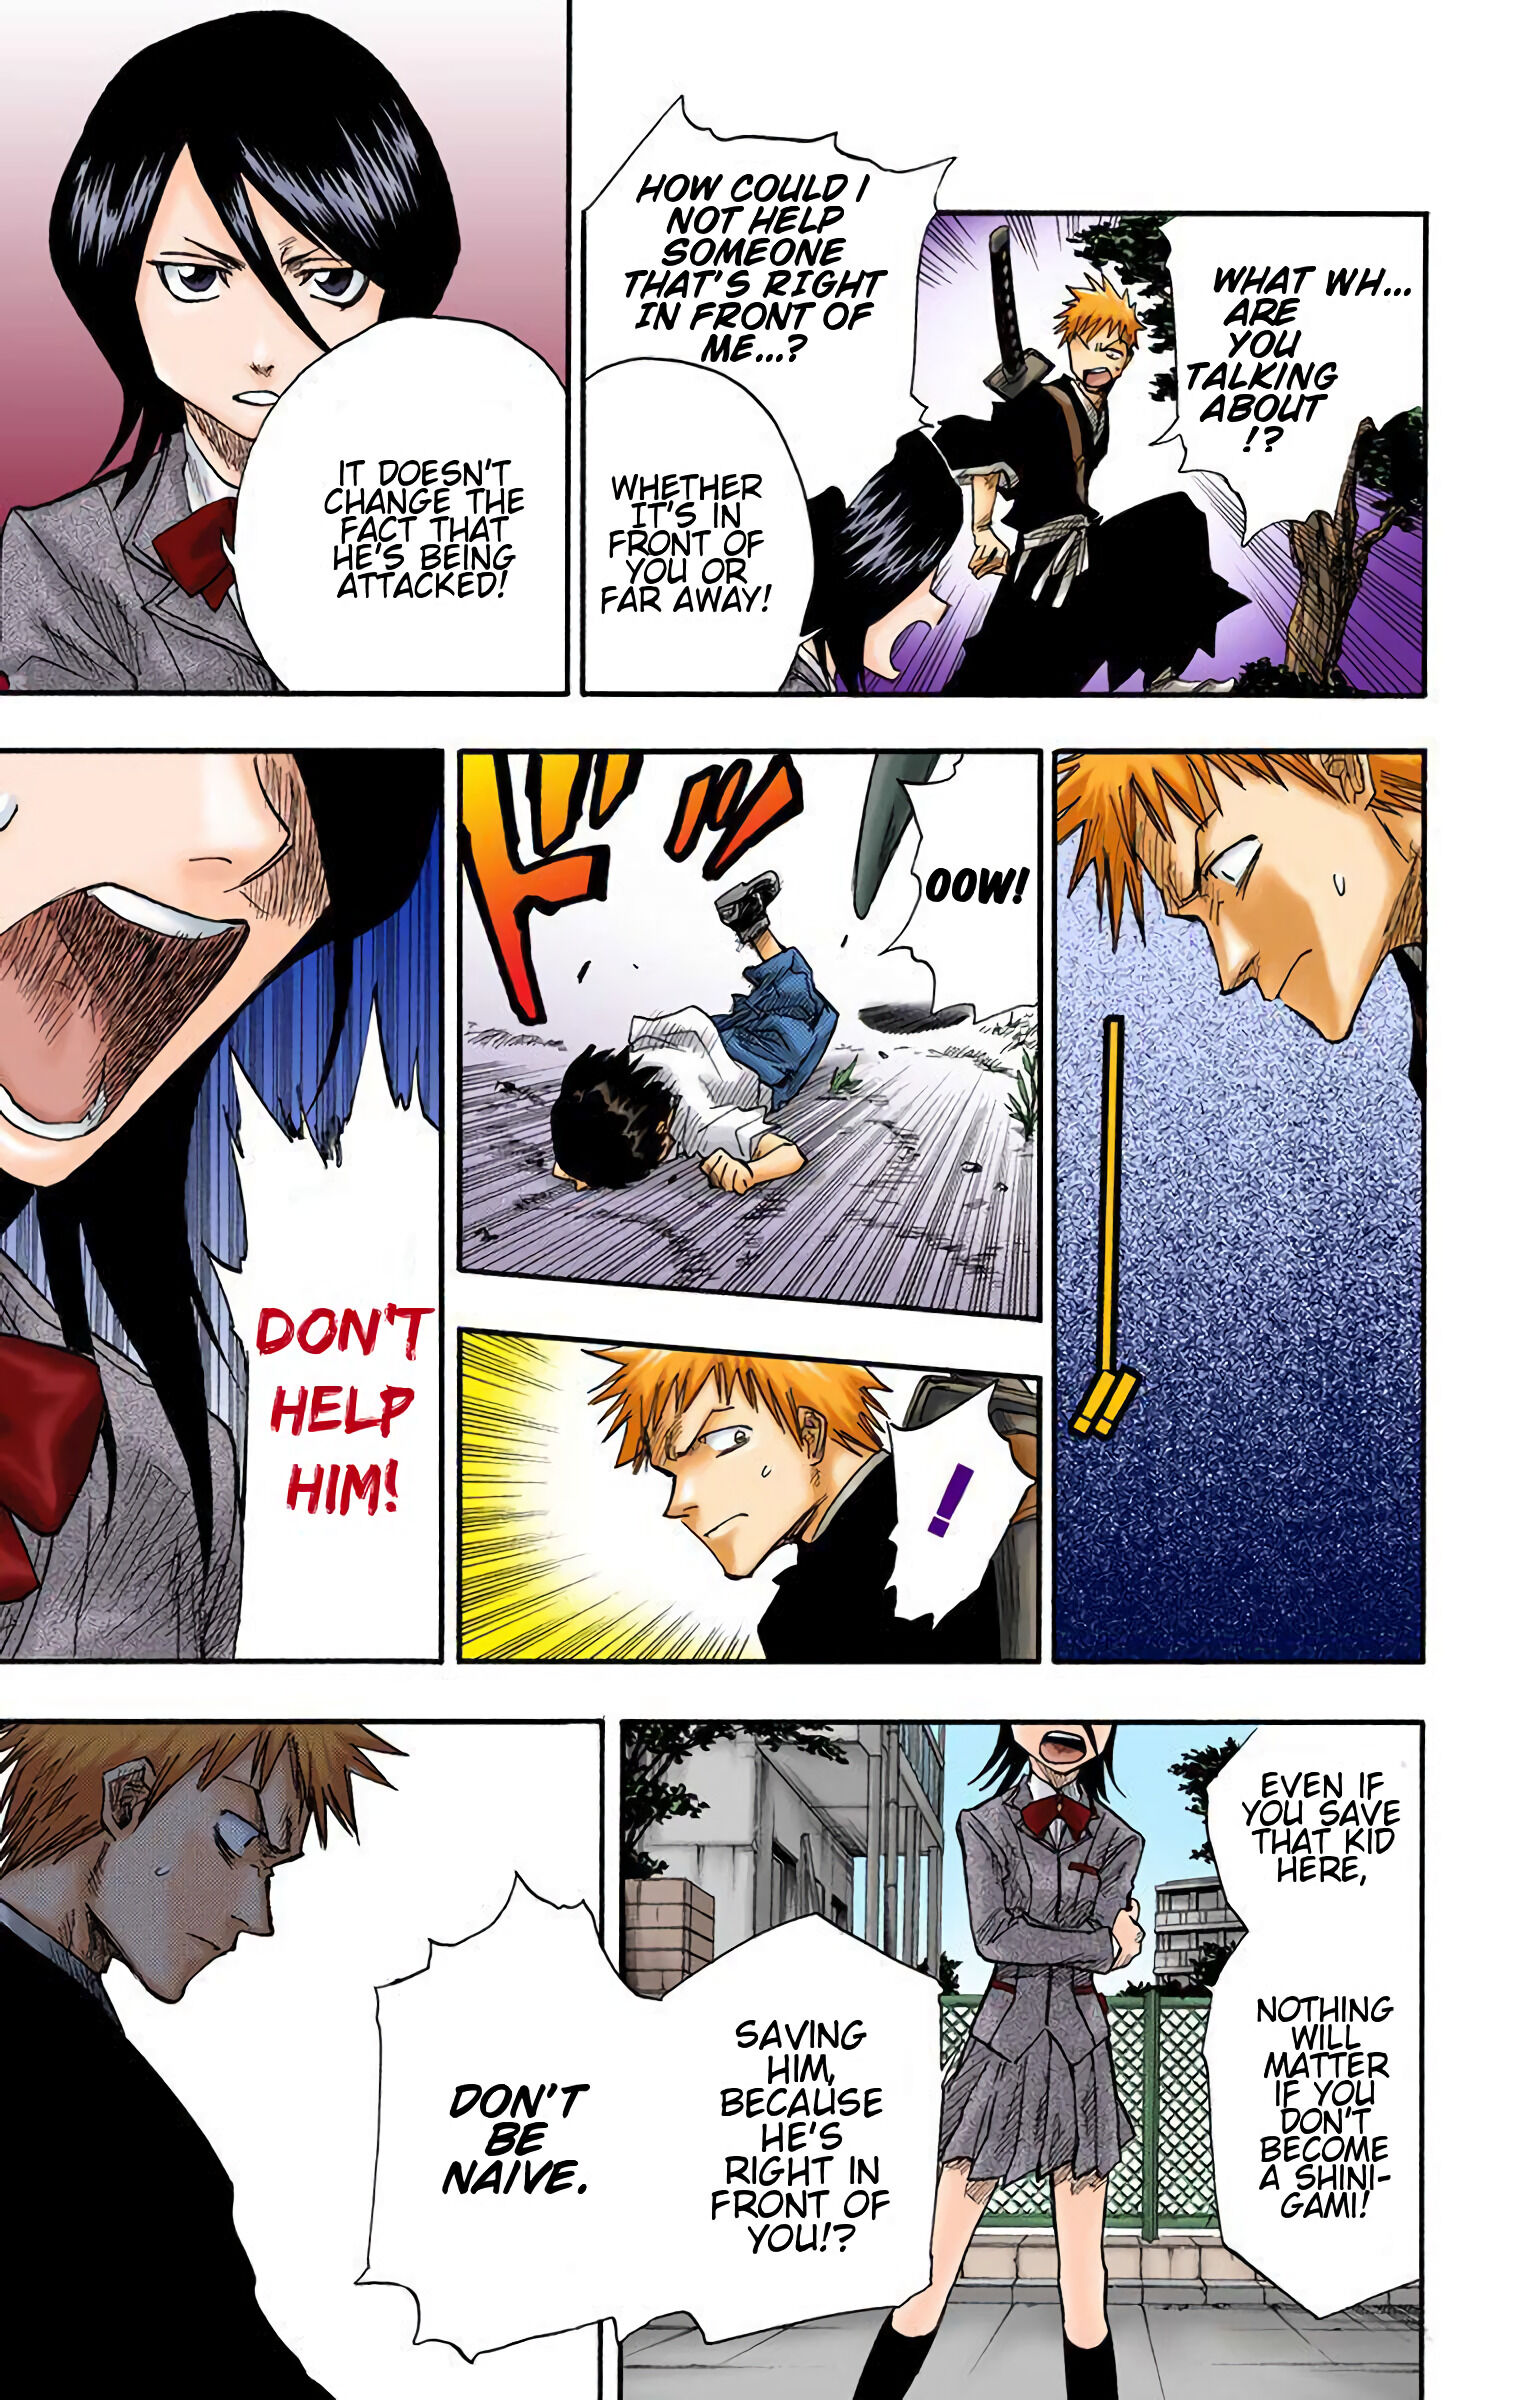 WHAT WH...
ARE
YOU
TALKING
ABOUT
!?
HOW COULD I
NOT HELP
SOMEONE
THAT'S RIGHT
IN FRONT OF
ME...?
WHETHER
IT'S IN
FRONT OF
YOU OR
FAR AWAY!
IT DOESN'T
CHANGE THE
FACT THAT
HE'S BEING
ATTACKED!
!!
OOW!
ドガッ
!
DON'T
HELP
HIM!
EVEN IF
YOU SAVE
THAT KID
HERE,
NOTHING
WILL
MATTER
IF YOU
DON'T
BECOME
A SHINI-
GAMI!
SAVING
HIM,
BECAUSE
HE'S
RIGHT IN
FRONT OF
YOU!?
DON'T
BE
NAIVE.